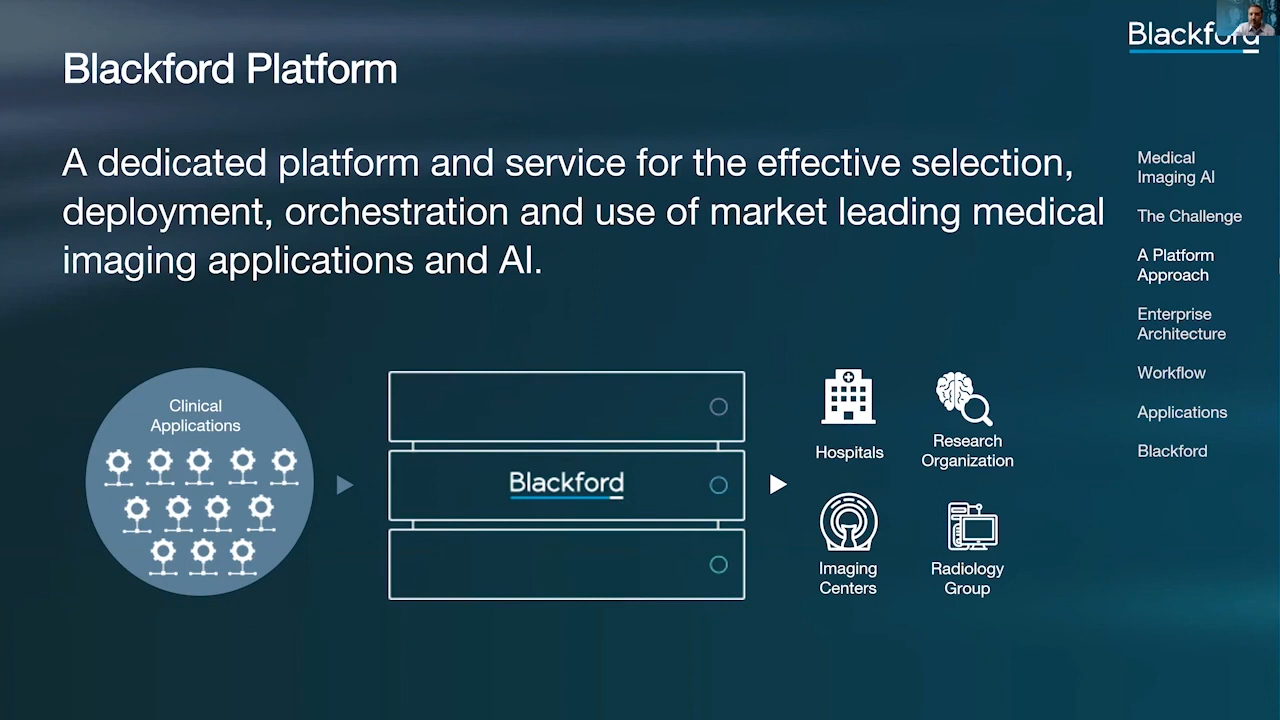 Blackford
Blackford Platform
A dedicated platform and service for the effective selection,
deployment, orchestration and use of market leading medical
imaging applications and AI.
Medical
Imaging AI
The Challenge
A Platform
Approach
Enterprise
Architecture
Workflow
Applications
Blackford
Clinical
Applications
Blackford
Hospitals
Research
Organization
Imaging
Centers
Radiology
Group